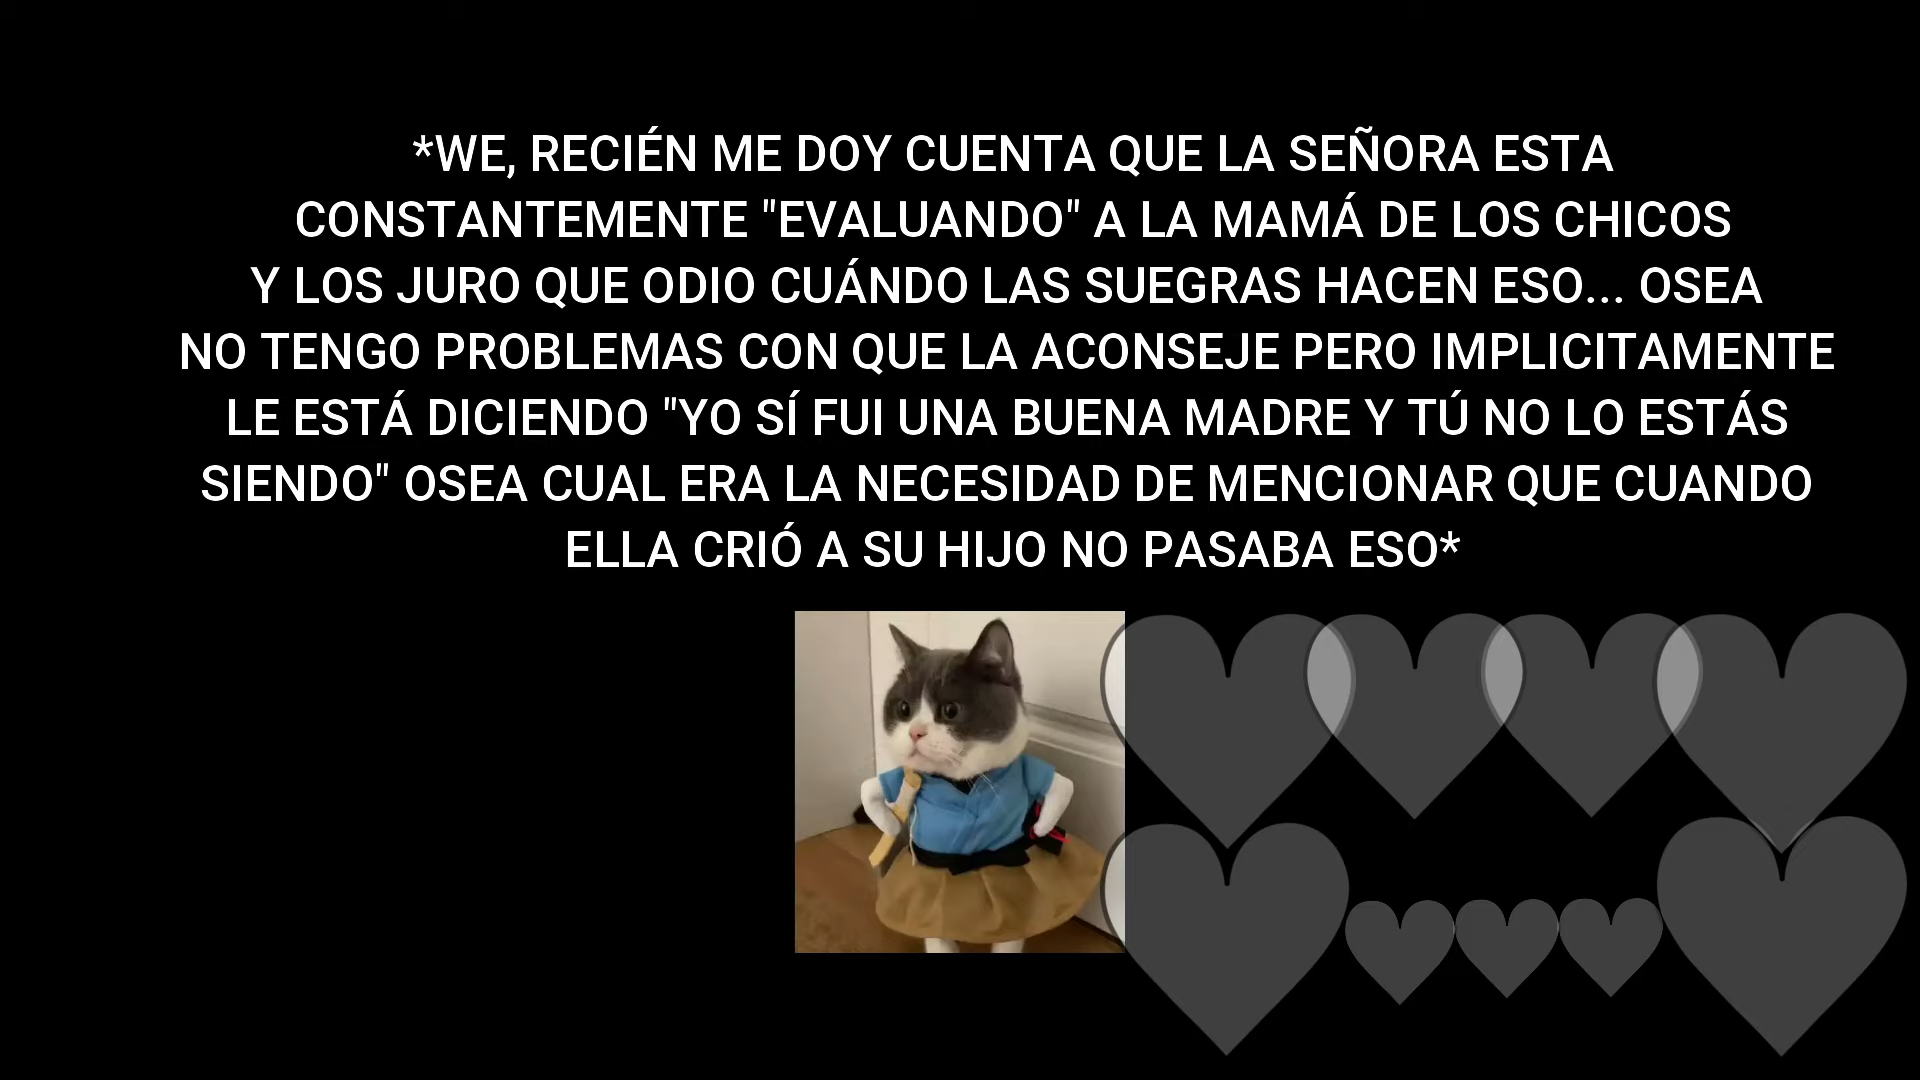 *WE, RECIÉN ME DOY CUENTA QUE LA SEÑORA ESTA
CONSTANTEMENTE "EVALUANDO" A LA MAMÁ DE LOS CHICOS
Y LOS JURO QUE ODIO CUÁNDO LAS SUEGRAS HACEN ESO... OSEA
NO TENGO PROBLEMAS CON QUE LA ACONSEJE PERO IMPLICITAMENTE
LE ESTÁ DICIENDO "YO SÍ FUI UNA BUENA MADRE Y TÚ NO LO ESTÁS
SIENDO" OSEA CUAL ERA LA NECESIDAD DE MENCIONAR QUE CUANDO
ELLA CRIÓ A SU HIJO NO PASABA ESO*